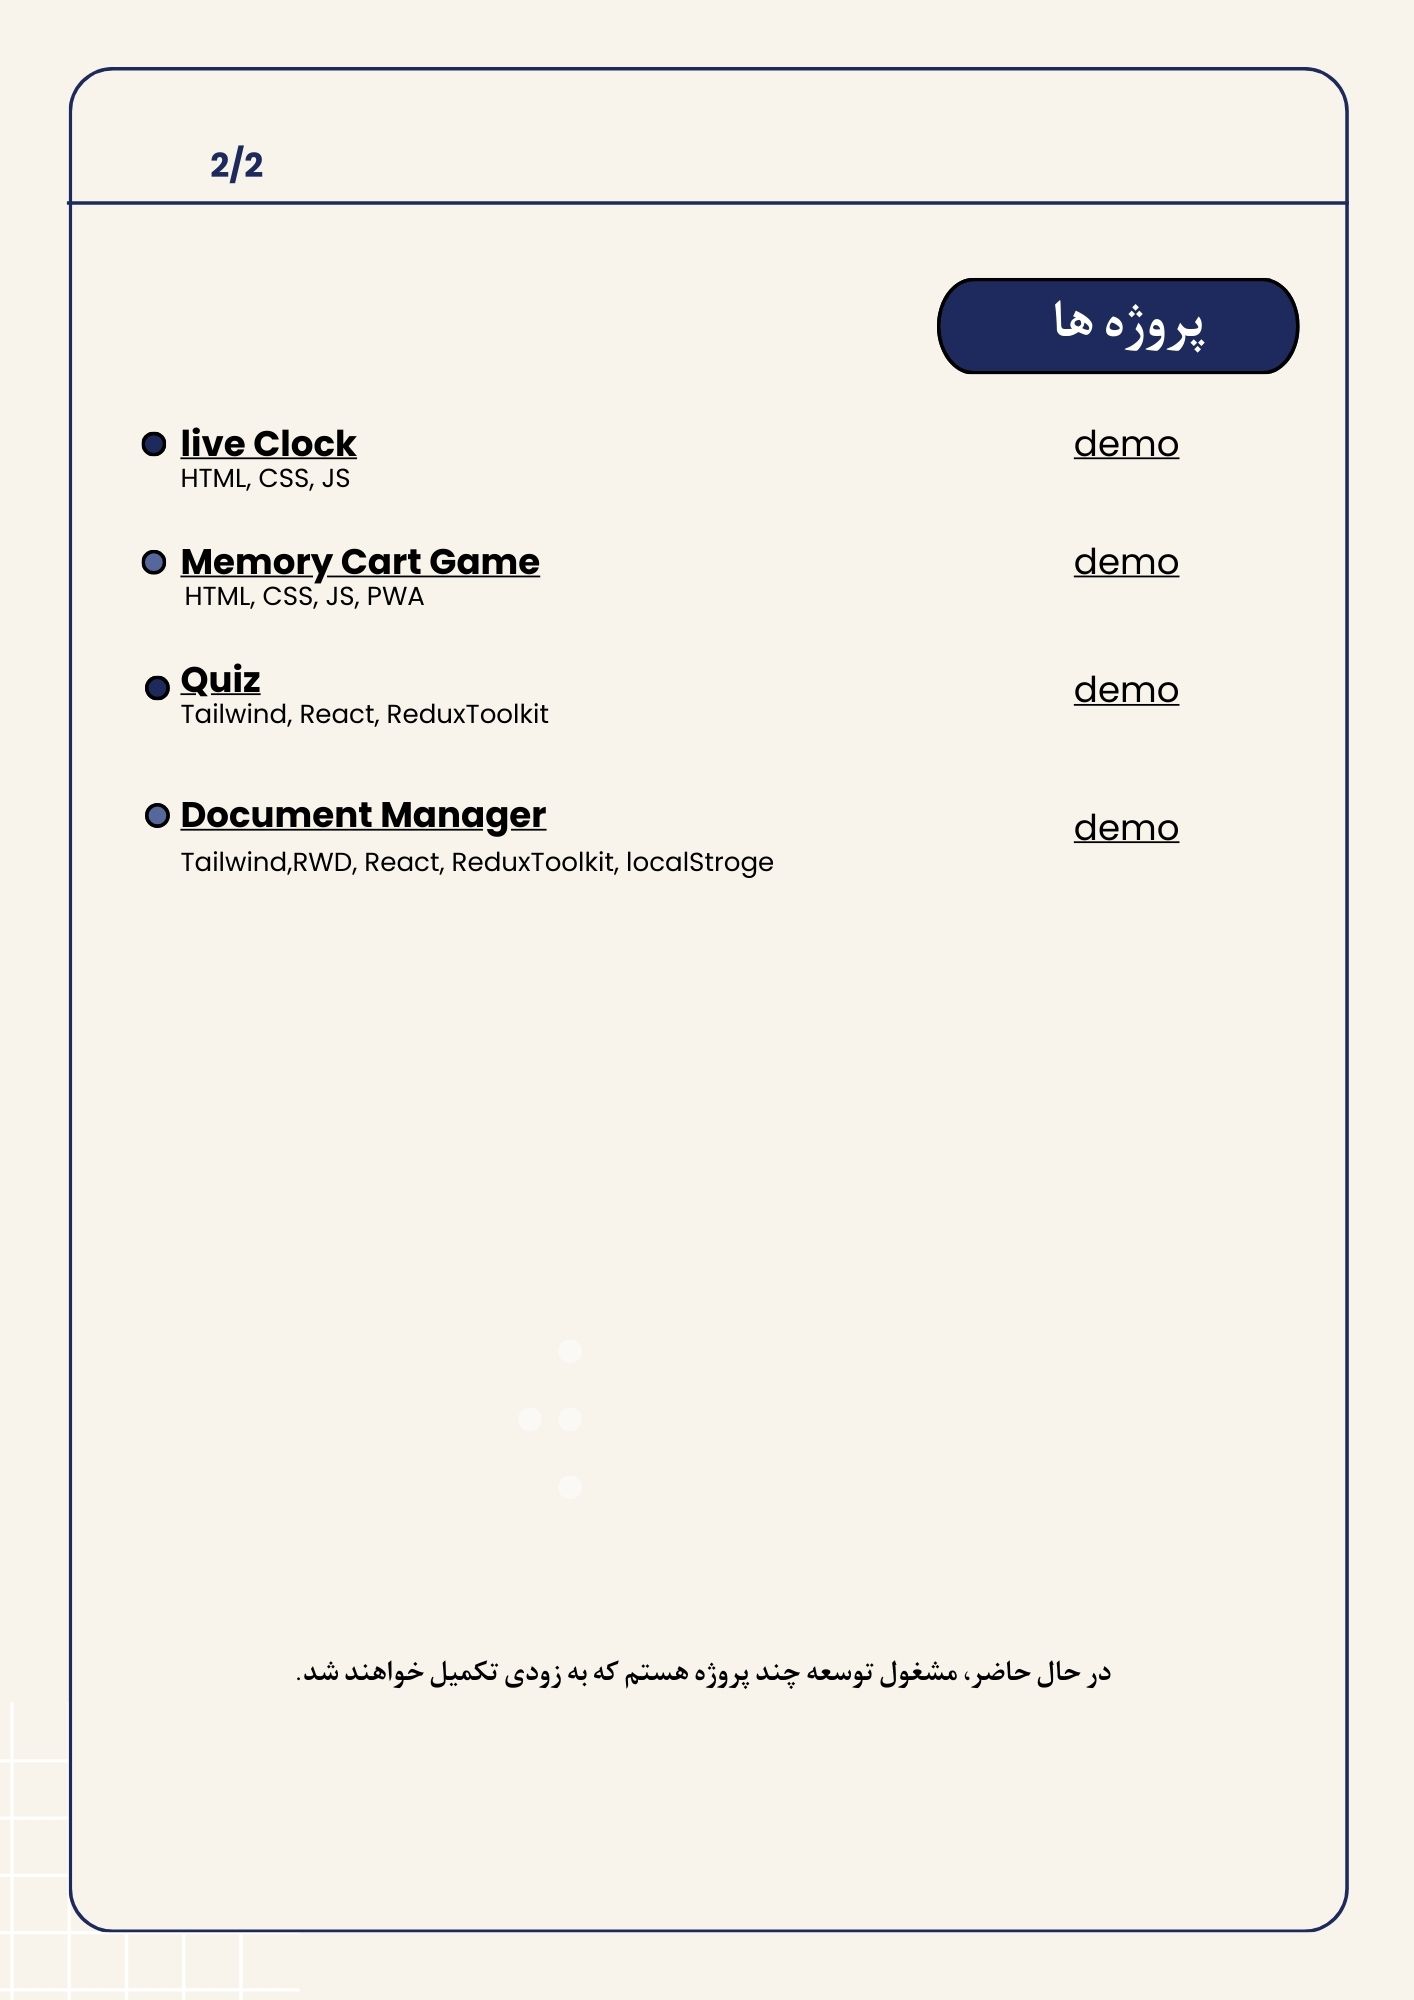 2/2
پروژه ها
live Clock demo
HTML, CSS, JS
Memory Cart Game demo
HTML, CSS, JS, PWA
Quiz demo
Tailwind, React, ReduxToolkit
Document Manager demo
Tailwind,RWD, React, ReduxToolkit, localStroge
در حال حاضر، مشغول توسعه چند پروژه هستم که به زودی تکمیل خواهند شد.